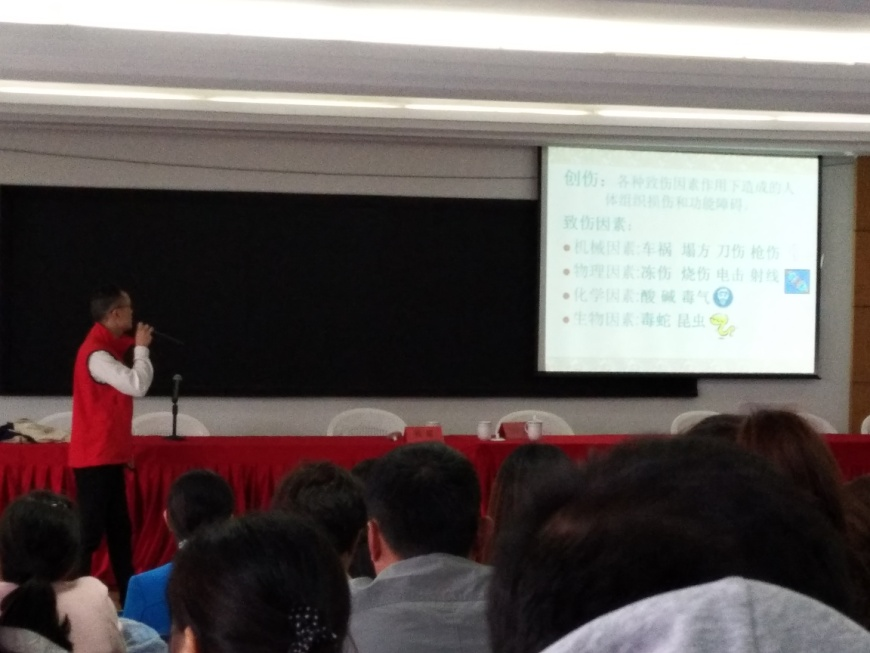 创伤：各种致伤因素作用下造成的人
体组织损伤和功能障碍。
致伤因素：
机械因素:车祸 塌方 刀伤 枪伤
物理因素:冻伤 烧伤 电击 射线
化学因素:酸 碱 毒气
生物因素:毒蛇 昆虫